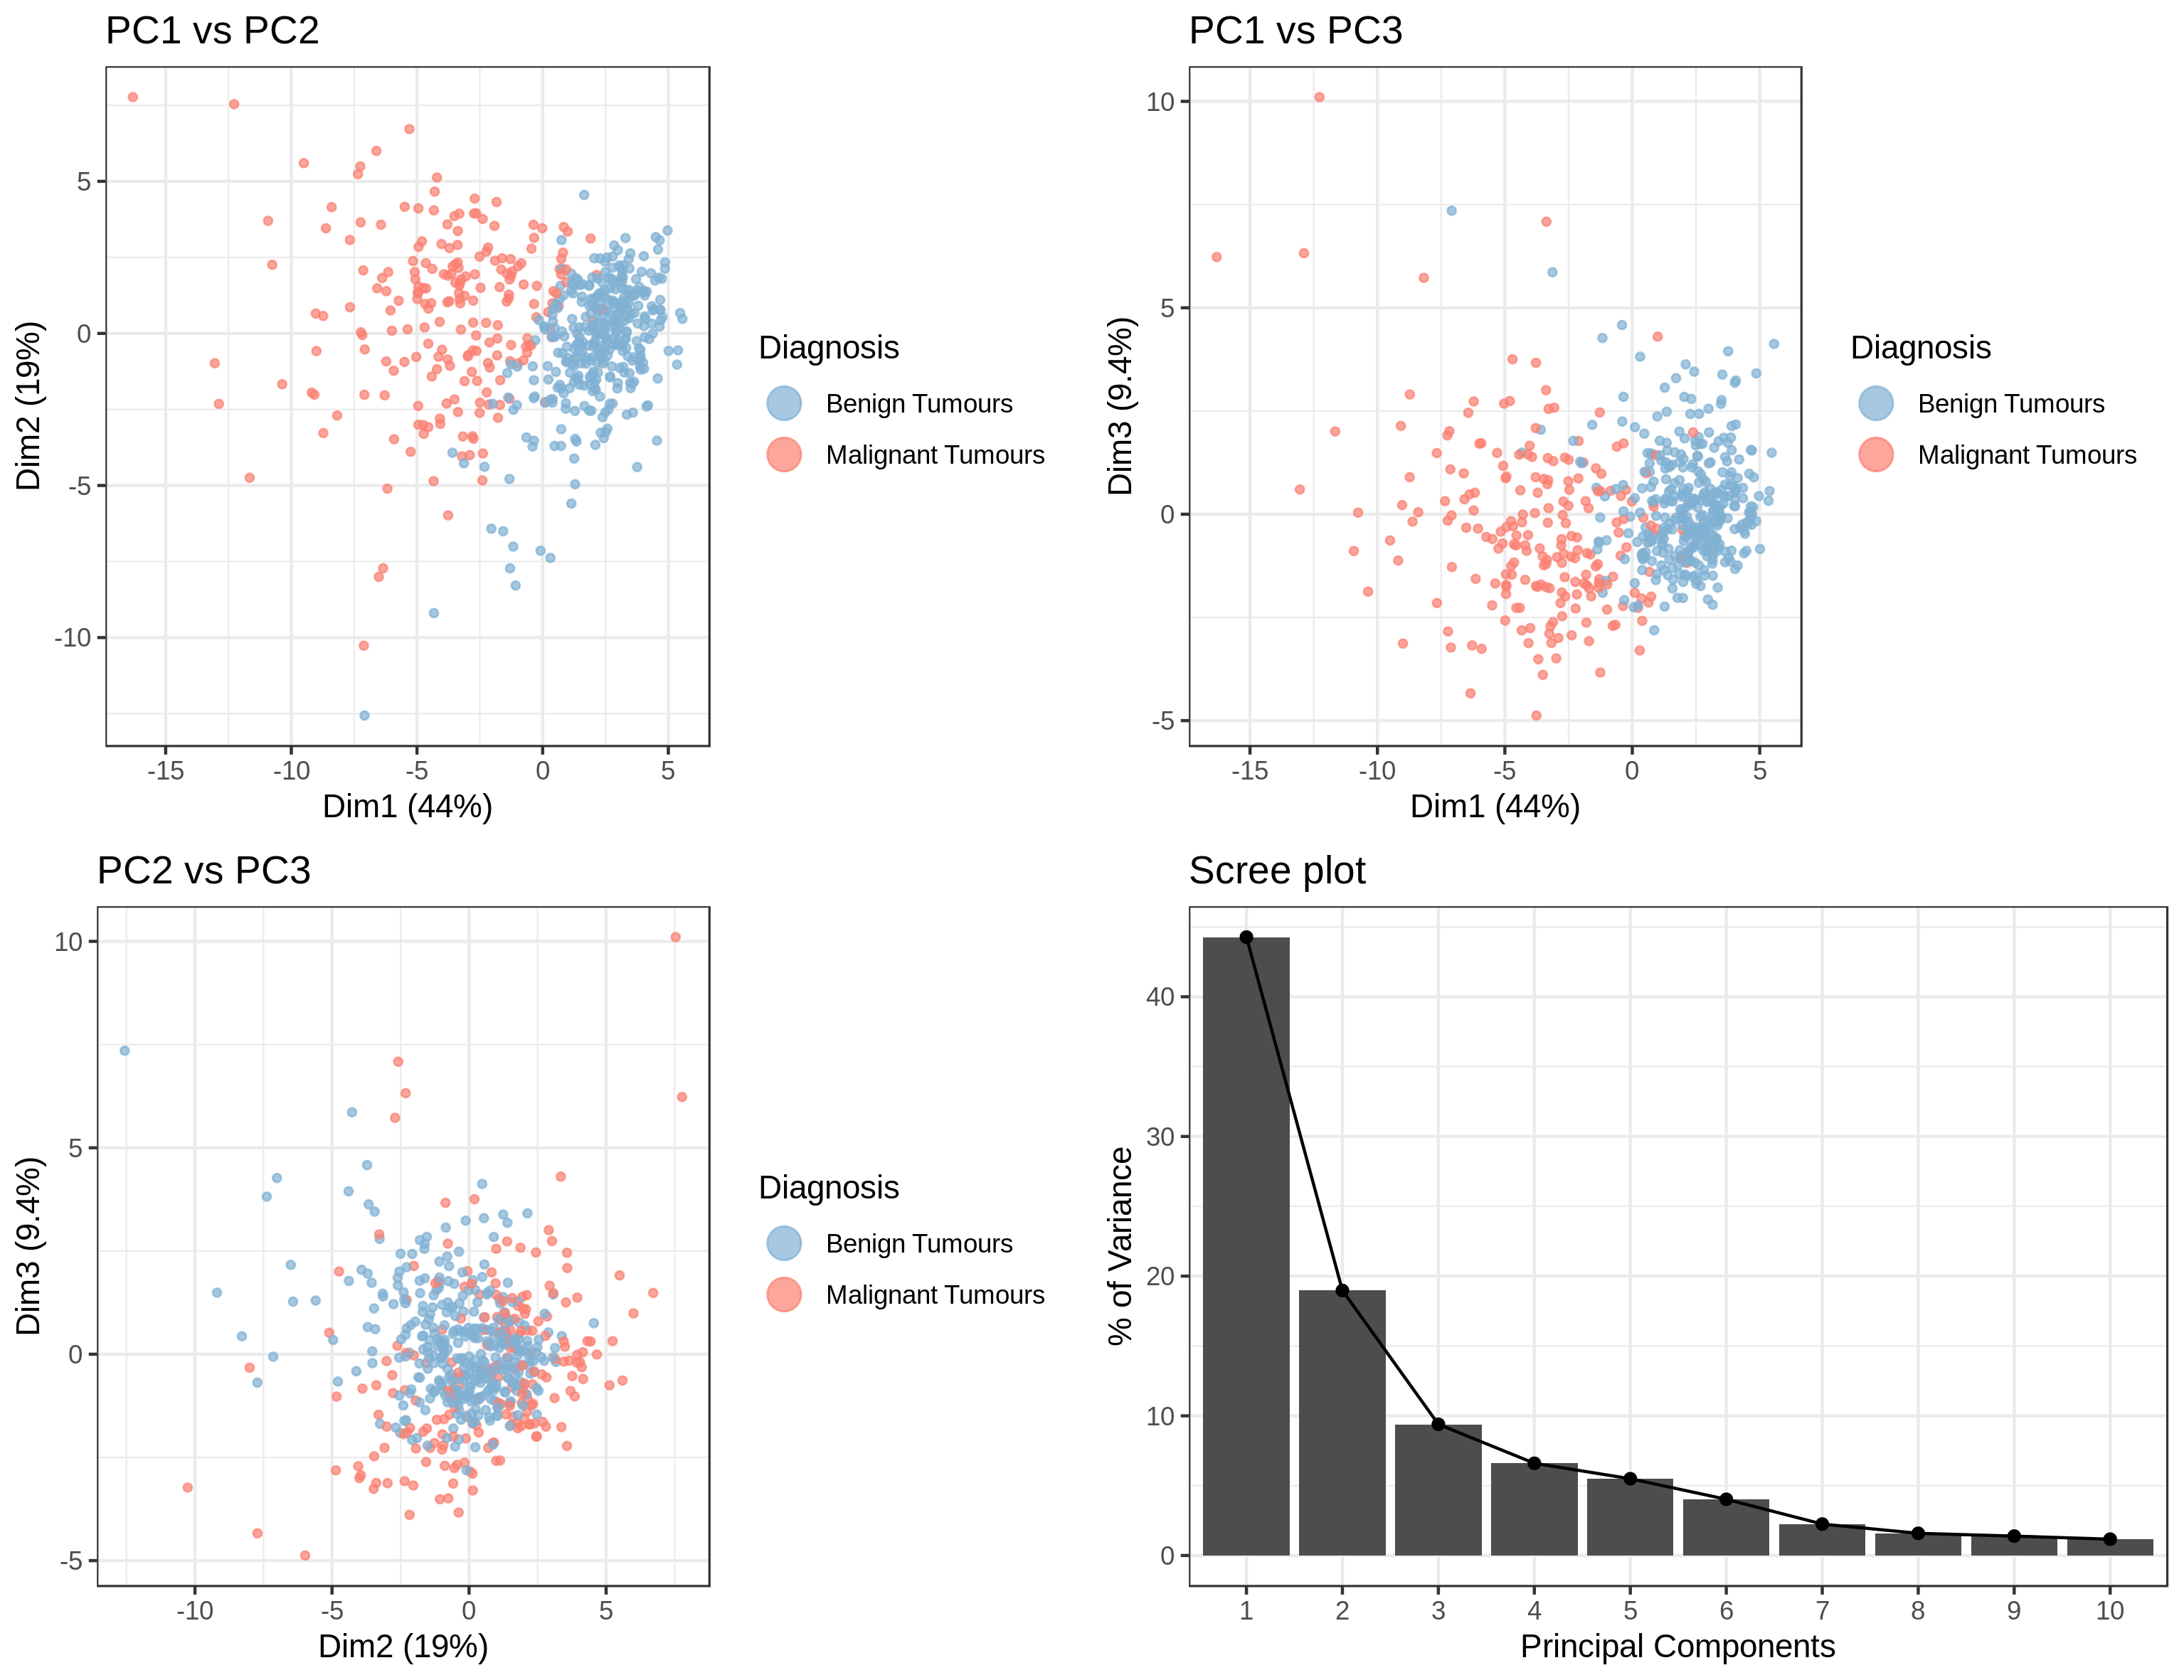 PC1 vs PC2
5
0
-5
-10
Dim2 (19%)
-15 -10 -5 0 5
Dim1 (44%)
Diagnosis
Benign Tumours
Malignant Tumours
PC1 vs PC3
10
5
0
-5
Dim3 (9.4%)
-15 -10 -5 0 5
Dim1 (44%)
Diagnosis
Benign Tumours
Malignant Tumours
PC2 vs PC3
10
5
0
-5
Dim3 (9.4%)
-10 -5 0 5
Dim2 (19%)
Diagnosis
Benign Tumours
Malignant Tumours
Scree plot
40
30
20
10
0
% of Variance
1 2 3 4 5 6 7 8 9 10
Principal Components